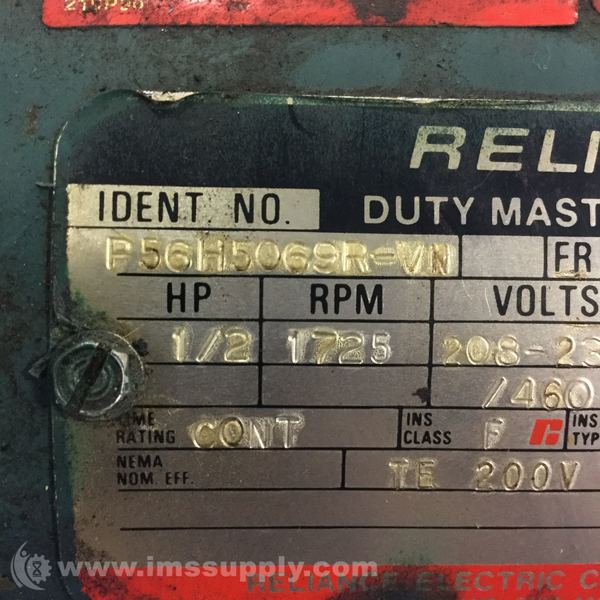 RELI
IDENT. NO. DUTY MAST
P56H5069R-VN FR
HP RPM VOLTS
1/2 1725 208-23
/460
RATING CONT INS CLASS F R INS TYP
NEMA NOM. EFF. TE 200V
RELIANCE ELECTRIC C
www.imssupply.com